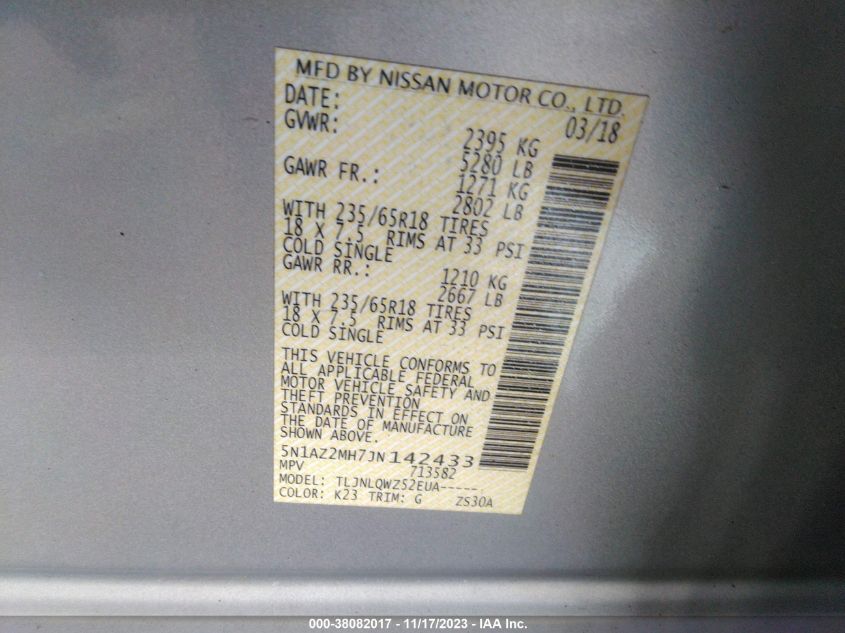 MFD BY NISSAN MOTOR CO., LTD.
DATE: 03/18
GVWR: 2395 KG
5280 LB
GAWR FR.: 1271 KG
2802 LB
WITH 235/65R18 TIRES
18 X 7.5 RIMS AT 33 PSI
COLD SINGLE
GAWR RR.: 1210 KG
2667 LB
WITH 235/65R18 TIRES
18 X 7.5 RIMS AT 33 PSI
COLD SINGLE
THIS VEHICLE CONFORMS TO
ALL APPLICABLE FEDERAL
MOTOR VEHICLE SAFETY AND
THEFT PREVENTION
STANDARDS IN EFFECT ON
THE DATE OF MANUFACTURE
SHOWN ABOVE.
5N1AZ2MH7JN142433
MPV 713582
MODEL: TLJNLQWZ52EUA-----
COLOR: K23 TRIM: G ZS30A
000-38082017 - 11/17/2023 - IAA Inc.